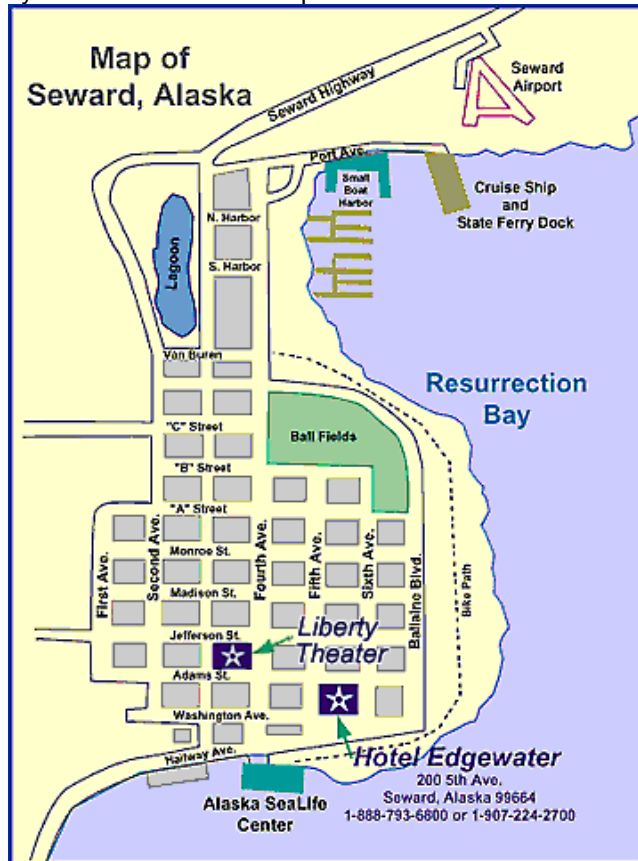 Map of
Seward, Alaska
Seward Highway
Seward
Airport
Port Ave.
Small
Boat
Harbor
Cruise Ship
and
State Ferry Dock
N. Harbor
S. Harbor
Lagoon
Van Buren
Resurrection
Bay
"C" Street
Ball Fields
"B" Street
"A" Street
First Ave.
Second Ave.
Fourth Ave.
Fifth Ave.
Sixth Ave.
Ballaine Blvd.
Bike Path
Monroe St.
Madison St.
Jefferson St.
Liberty
Theater
Adams St.
Washington Ave.
Railway Ave.
Hotel Edgewater
200 5th Ave.
Seward, Alaska 99664
1-888-793-6800 or 1-907-224-2700
Alaska SeaLife
Center